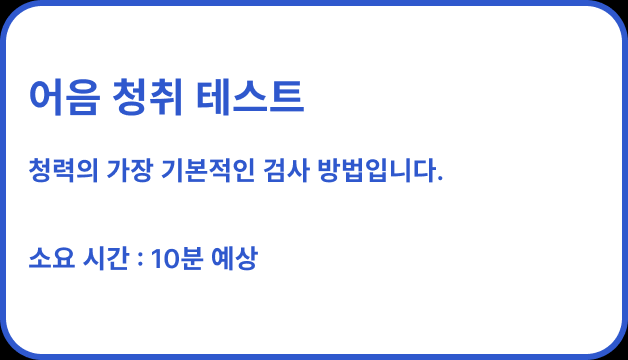 어음 청취 테스트
청력의 가장 기본적인 검사 방법입니다.
소요 시간 : 10분 예상